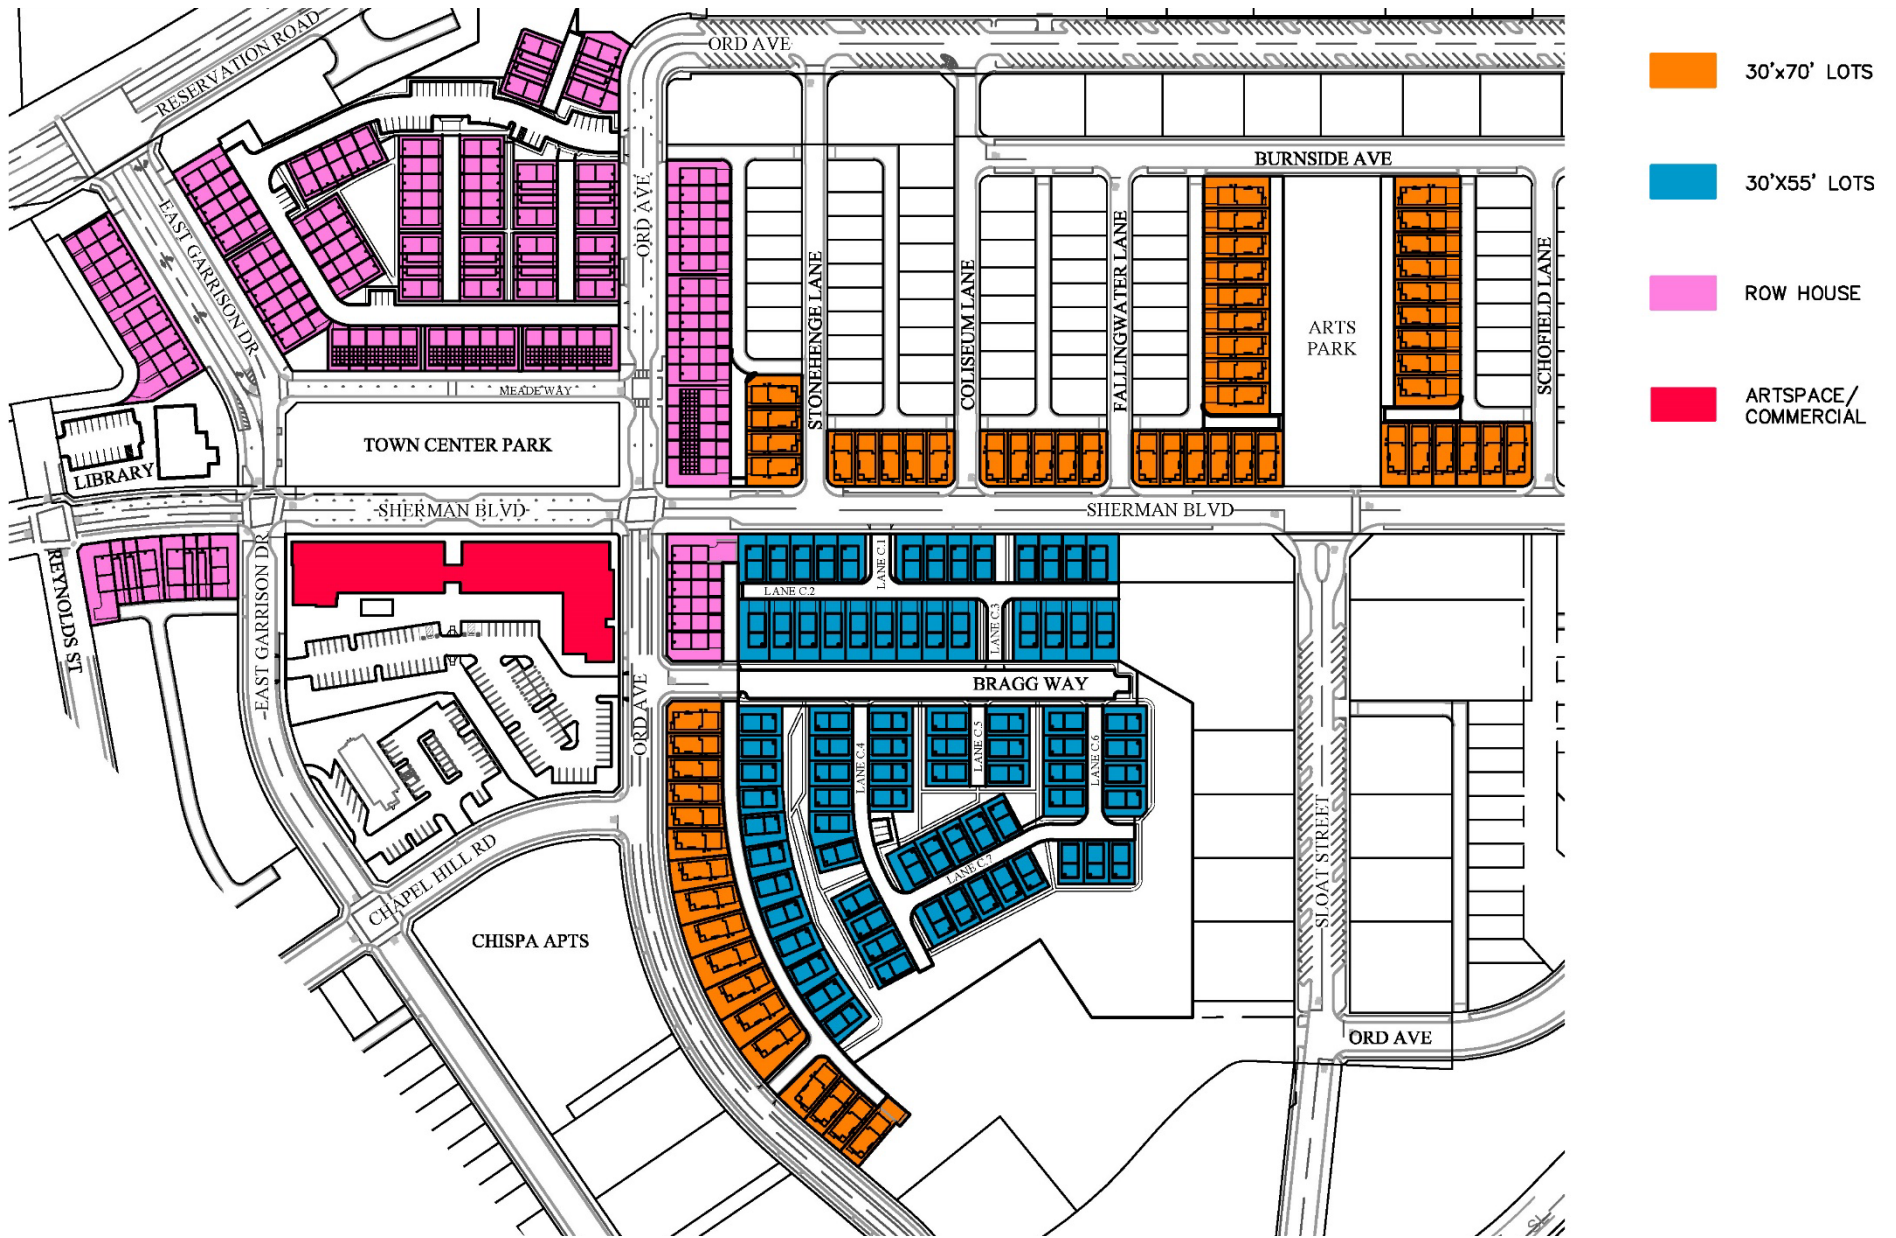 RESERVATION ROAD
ORD AVE
30'x70' LOTS
BURNSIDE AVE
30'X55' LOTS
EAST GARRISON DR
ORD AVE
STONEHENGE LANE
COLISEUM LANE
FALLINGWATER LANE
SCHOFIELD LANE
ROW HOUSE
ARTS
PARK
MEADE WAY
ARTSPACE/
COMMERCIAL
TOWN CENTER PARK
LIBRARY
SHERMAN BLVD
SHERMAN BLVD
REYNOLDS ST.
EAST GARRISON DR
LANE C.1
LANE C.2
LANE C.3
BRAGG WAY
ORD AVE
LANE C.4
LANE C.5
LANE C.6
LANE C.7
SLOAT STREET
CHAPEL HILL RD
CHISPA APTS
ORD AVE
SL